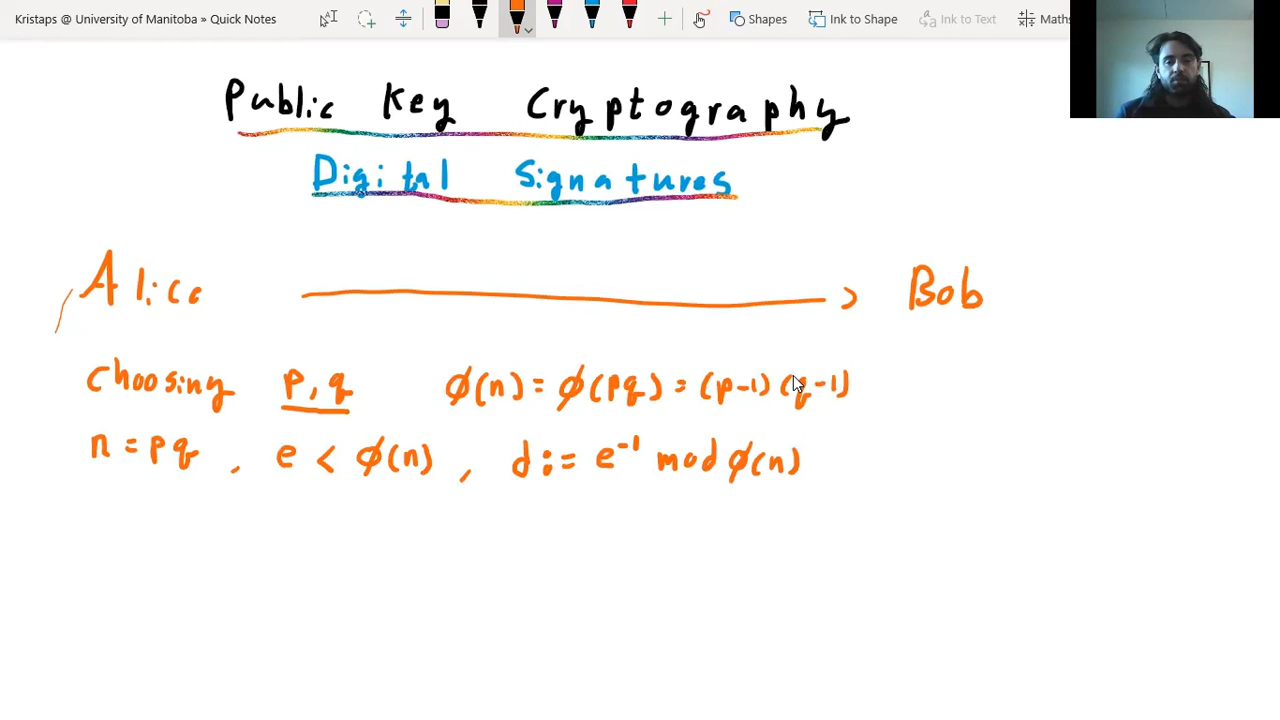 Kristaps @ University of Manitoba » Quick Notes
Shapes
Ink to Shape
Ink to Text
Maths
Public Key Cryptography
Digital Signatures
Alice
Bob
Choosing p,q ϕ(n) = ϕ(pq) = (p-1)(q-1)
n = pq , e < ϕ(n) , d := e⁻¹ mod ϕ(n)